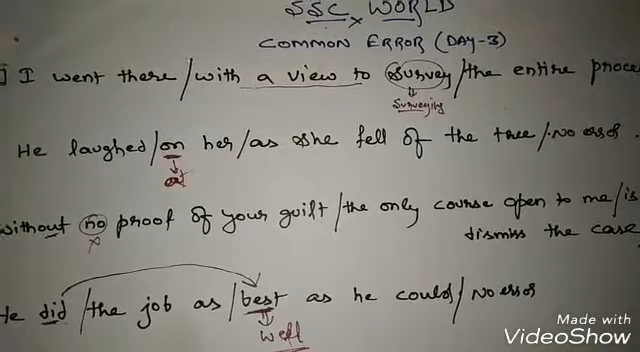 SSC WORLD
COMMON ERROR (DAY-3)
I went there / with a view to survey / the entire proce
surveying
He laughed / on her / as she fell of the tree / No error.
at
without no proof of your guilt / the only course open to me / is
dismiss the case
He did / the job as / best as he could / No error
well
Made with
VideoShow